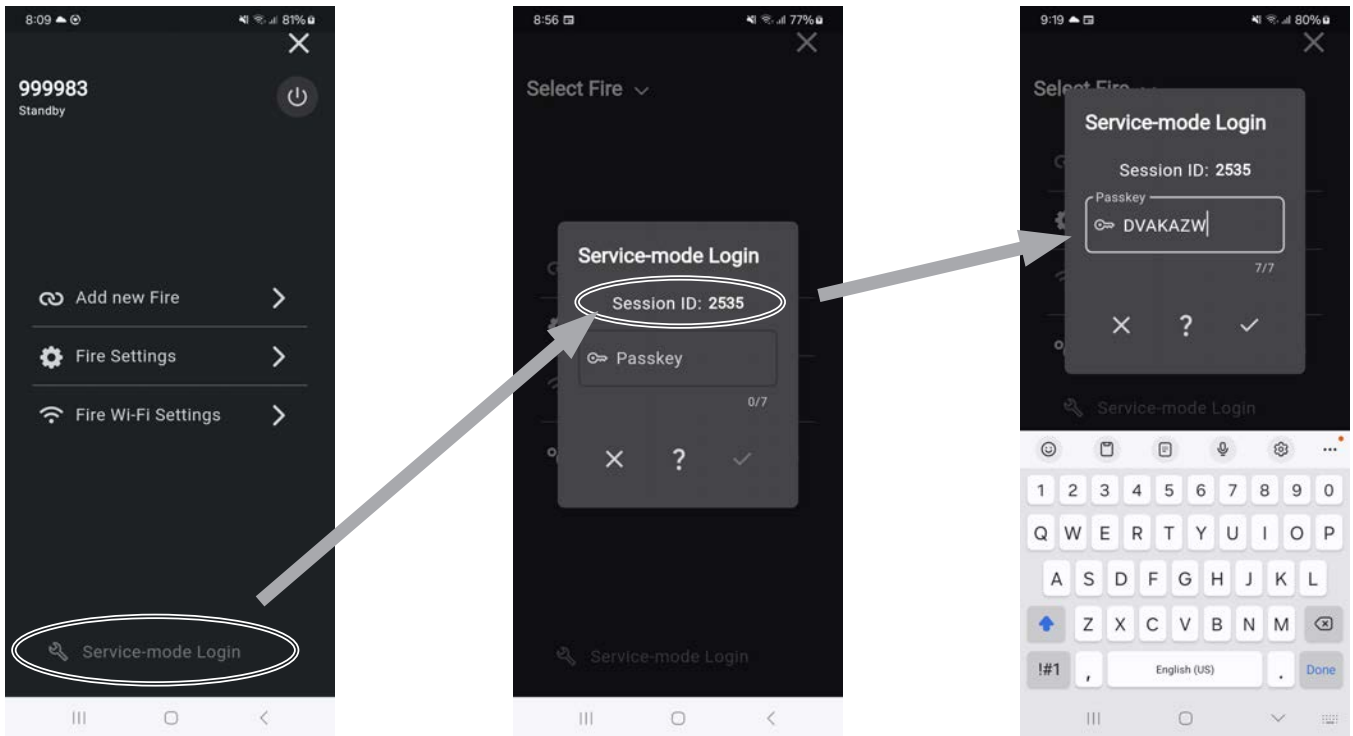 8:09 81%
999983
Standby
Add new Fire
Fire Settings
Fire Wi-Fi Settings
Service-mode Login
8:56 77%
Select Fire
Service-mode Login
Session ID: 2535
Passkey
0/7
?
Service-mode Login
9:19 80%
Service-mode Login
Session ID: 2535
Passkey
DVAKAZW
7/7
?
Service-mode Login
1 2 3 4 5 6 7 8 9 0
Q W E R T Y U I O P
A S D F G H J K L
Z X C V B N M
!#1 , English (US) . Done